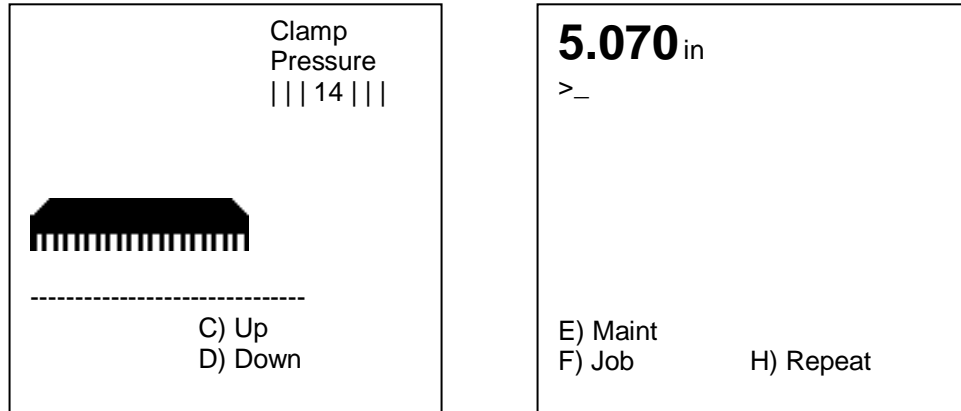 Clamp
Pressure
| | | 14 | | |
-------------------------------
C) Up
D) Down
5.070 in
>_
E) Maint
F) Job H) Repeat